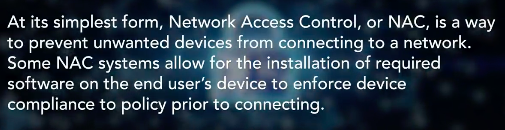 At its simplest form, Network Access Control, or NAC, is a way
to prevent unwanted devices from connecting to a network.
Some NAC systems allow for the installation of required
software on the end user's device to enforce device
compliance to policy prior to connecting.